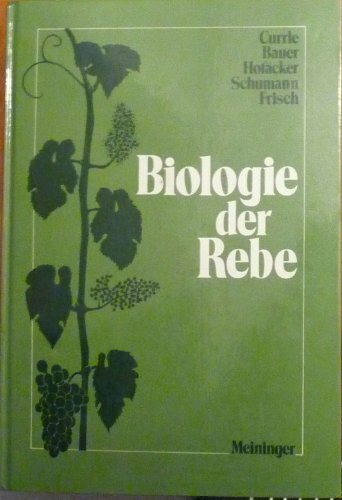 Currle
Bauer
Hofäcker
Schumann
Frisch
Biologie
der
Rebe
Meininger